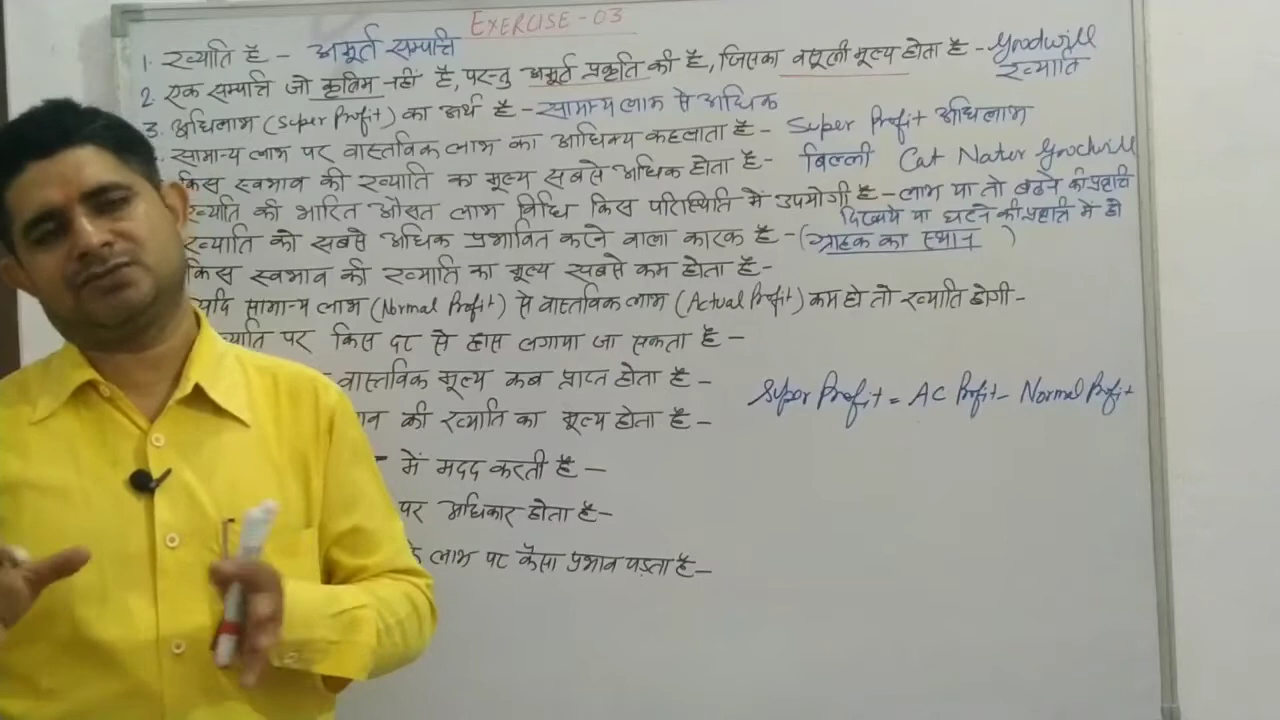 EXERCISE-03
1. ख्याति है - अमूर्त सम्पत्ति
2. एक सम्पत्ति जो कृत्रिम नहीं है, परन्तु अमूर्त प्रकृति की है, जिसका वसूली मूल्य होता है - Goodwill
ख्याति
3. अधिलाभ (Super Profit) का अर्थ है - सामान्य लाभ से अधिक
सामान्य लाभ पर वास्तविक लाभ का आधिक्य कहलाता है - Super Profit अधिलाभ
किस स्वभाव की ख्याति का मूल्य सबसे अधिक होता है - बिल्ली Cat Nater Goodwill
ख्याति की भारित औसत लाभ विधि किस परिस्थिति में उपयोगी है - लाभ या तो बढ़ने की प्रवृत्ति
दिखाये या घटने की प्रवृत्ति में हो
ख्याति को सबसे अधिक प्रभावित करने वाला कारक है - (ग्राहक का स्थान )
किस स्वभाव की ख्याति का मूल्य सबसे कम होता है -
यदि सामान्य लाभ (Normal Profit) से वास्तविक लाभ (Actual Profit) कम हो तो ख्याति होगी -
ख्याति पर किस दर से ह्रास लगाया जा सकता है -
वास्तविक मूल्य कब प्राप्त होता है -
की ख्याति का मूल्य होता है -
Super Profit = AC Profit - Normal Profit
में मदद करती है -
पर अधिकार होता है -
के लाभ पर कैसा प्रभाव पड़ता है -